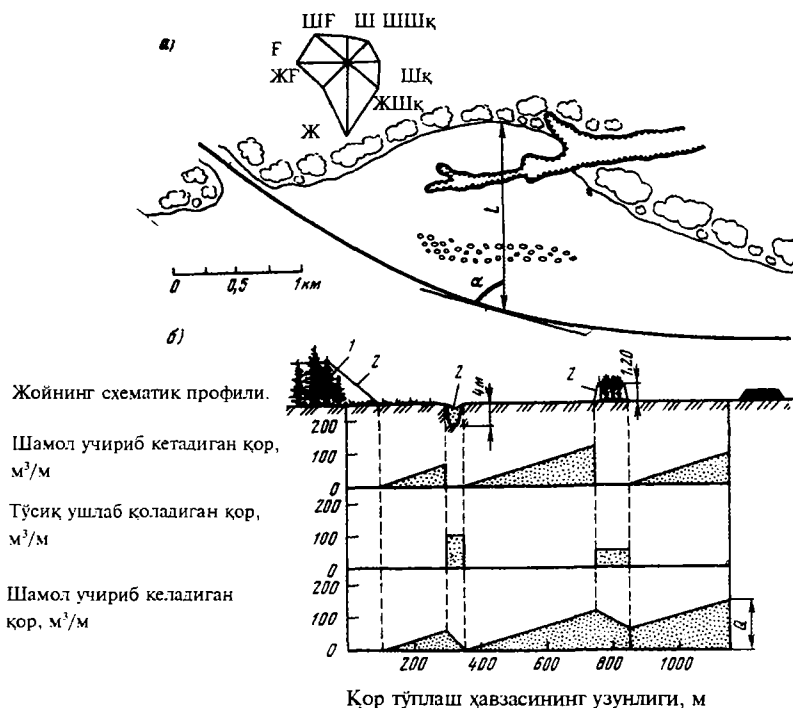 а)
ШҒ Ш ШШқ
Ғ
ЖҒ
Шқ
ЖШқ
Ж
L
α
0 0,5 1 км
б)
1
2
2
4м
2
1,20
Жойнинг схематик профили.
Шамол учириб кетадиган қор,
м³/м
200
100
0
Тўсиқ ушлаб қоладиган қор,
м³/м
200
100
0
Шамол учириб келадиган
қор, м³/м
200
100
0
Q
200 400 600 800 1000
Қор тўплаш ҳавзасининг узунлиги, м